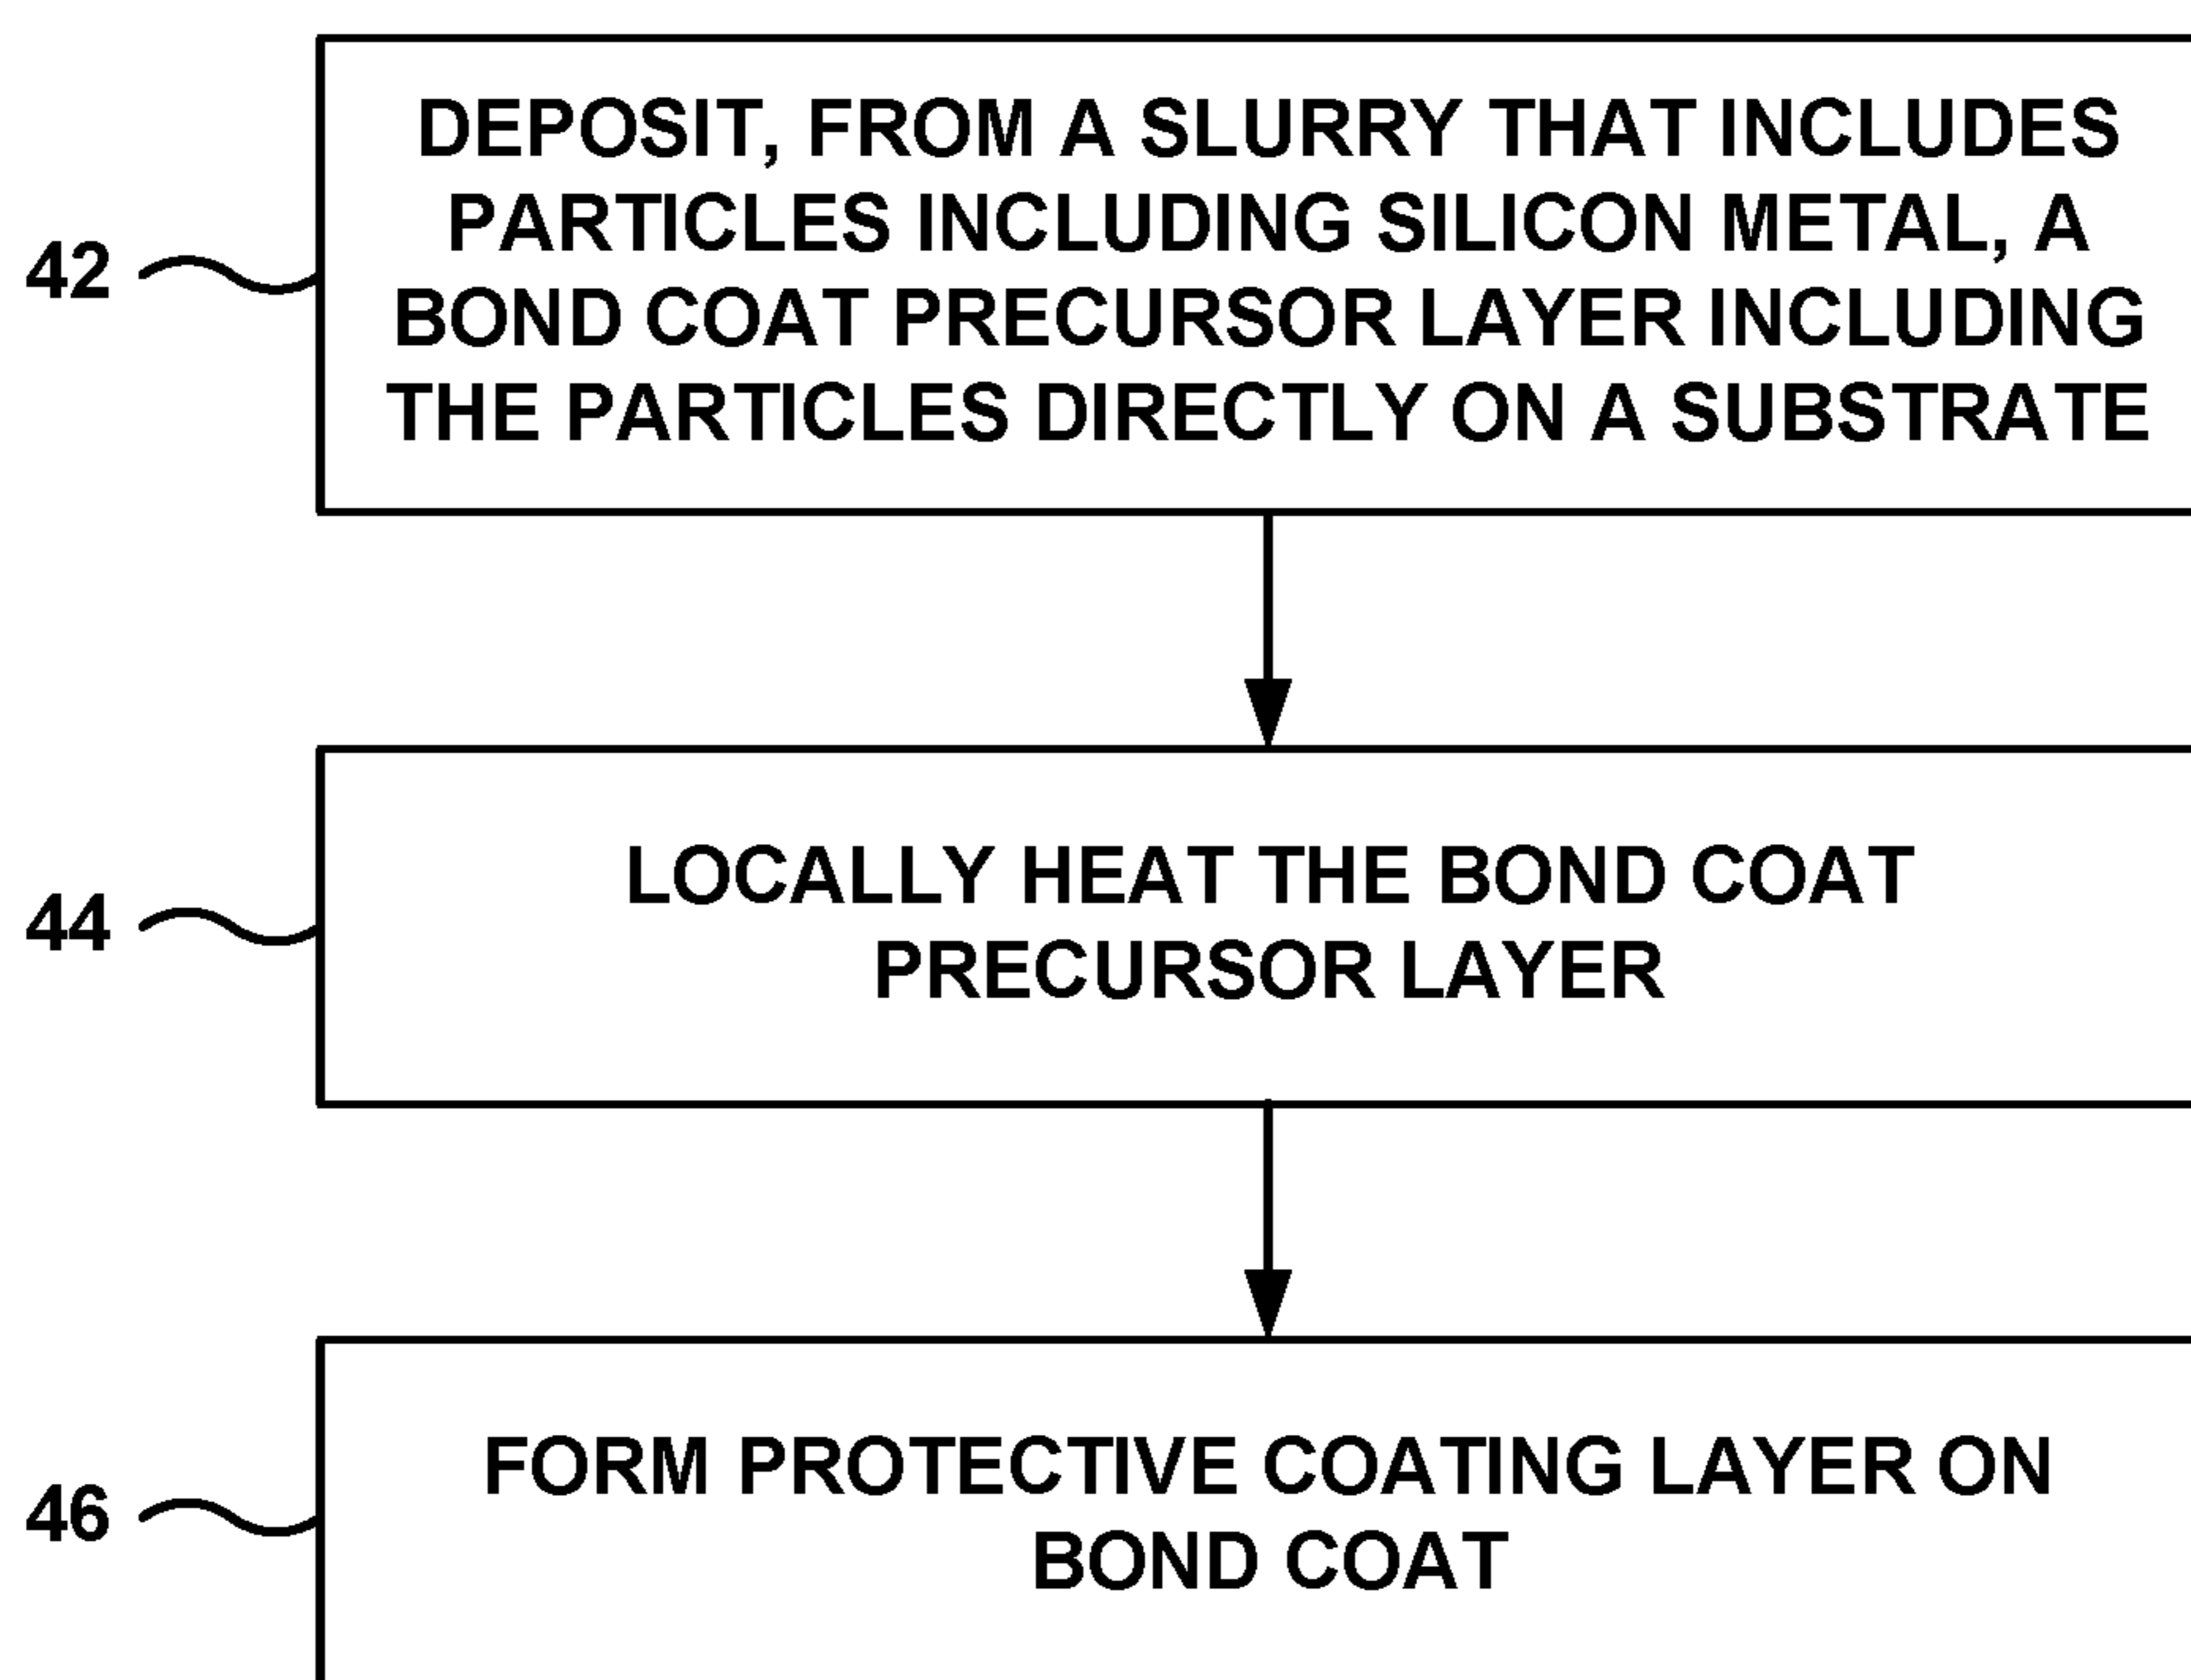 DEPOSIT, FROM A SLURRY THAT INCLUDES
PARTICLES INCLUDING SILICON METAL, A
BOND COAT PRECURSOR LAYER INCLUDING
THE PARTICLES DIRECTLY ON A SUBSTRATE
42
LOCALLY HEAT THE BOND COAT
PRECURSOR LAYER
44
FORM PROTECTIVE COATING LAYER ON
BOND COAT
46